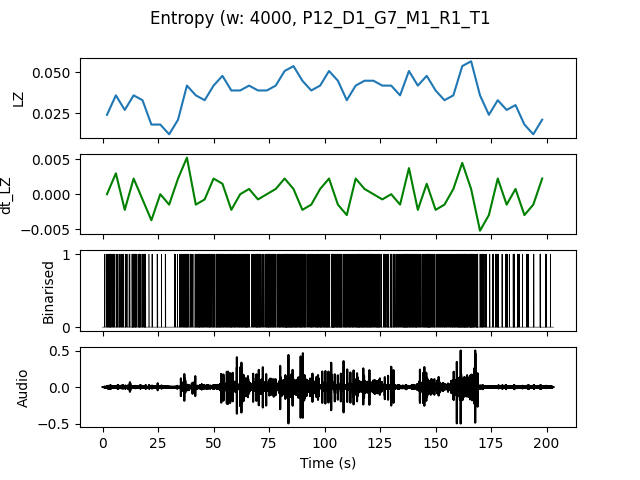 Entropy (w: 4000, P12_D1_G7_M1_R1_T1
0.050
0.025
LZ
0.005
0.000
−0.005
dt_LZ
1
0
Binarised
0.5
0.0
−0.5
Audio
0 25 50 75 100 125 150 175 200
Time (s)